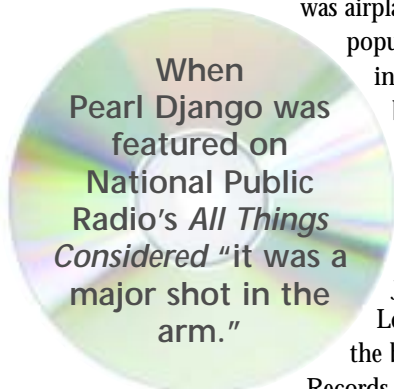 was airpla
popu
in
When
Pearl Django was
featured on
National Public
Radio's All Things
Considered "it was a
major shot in the
arm."
L
the b
Records